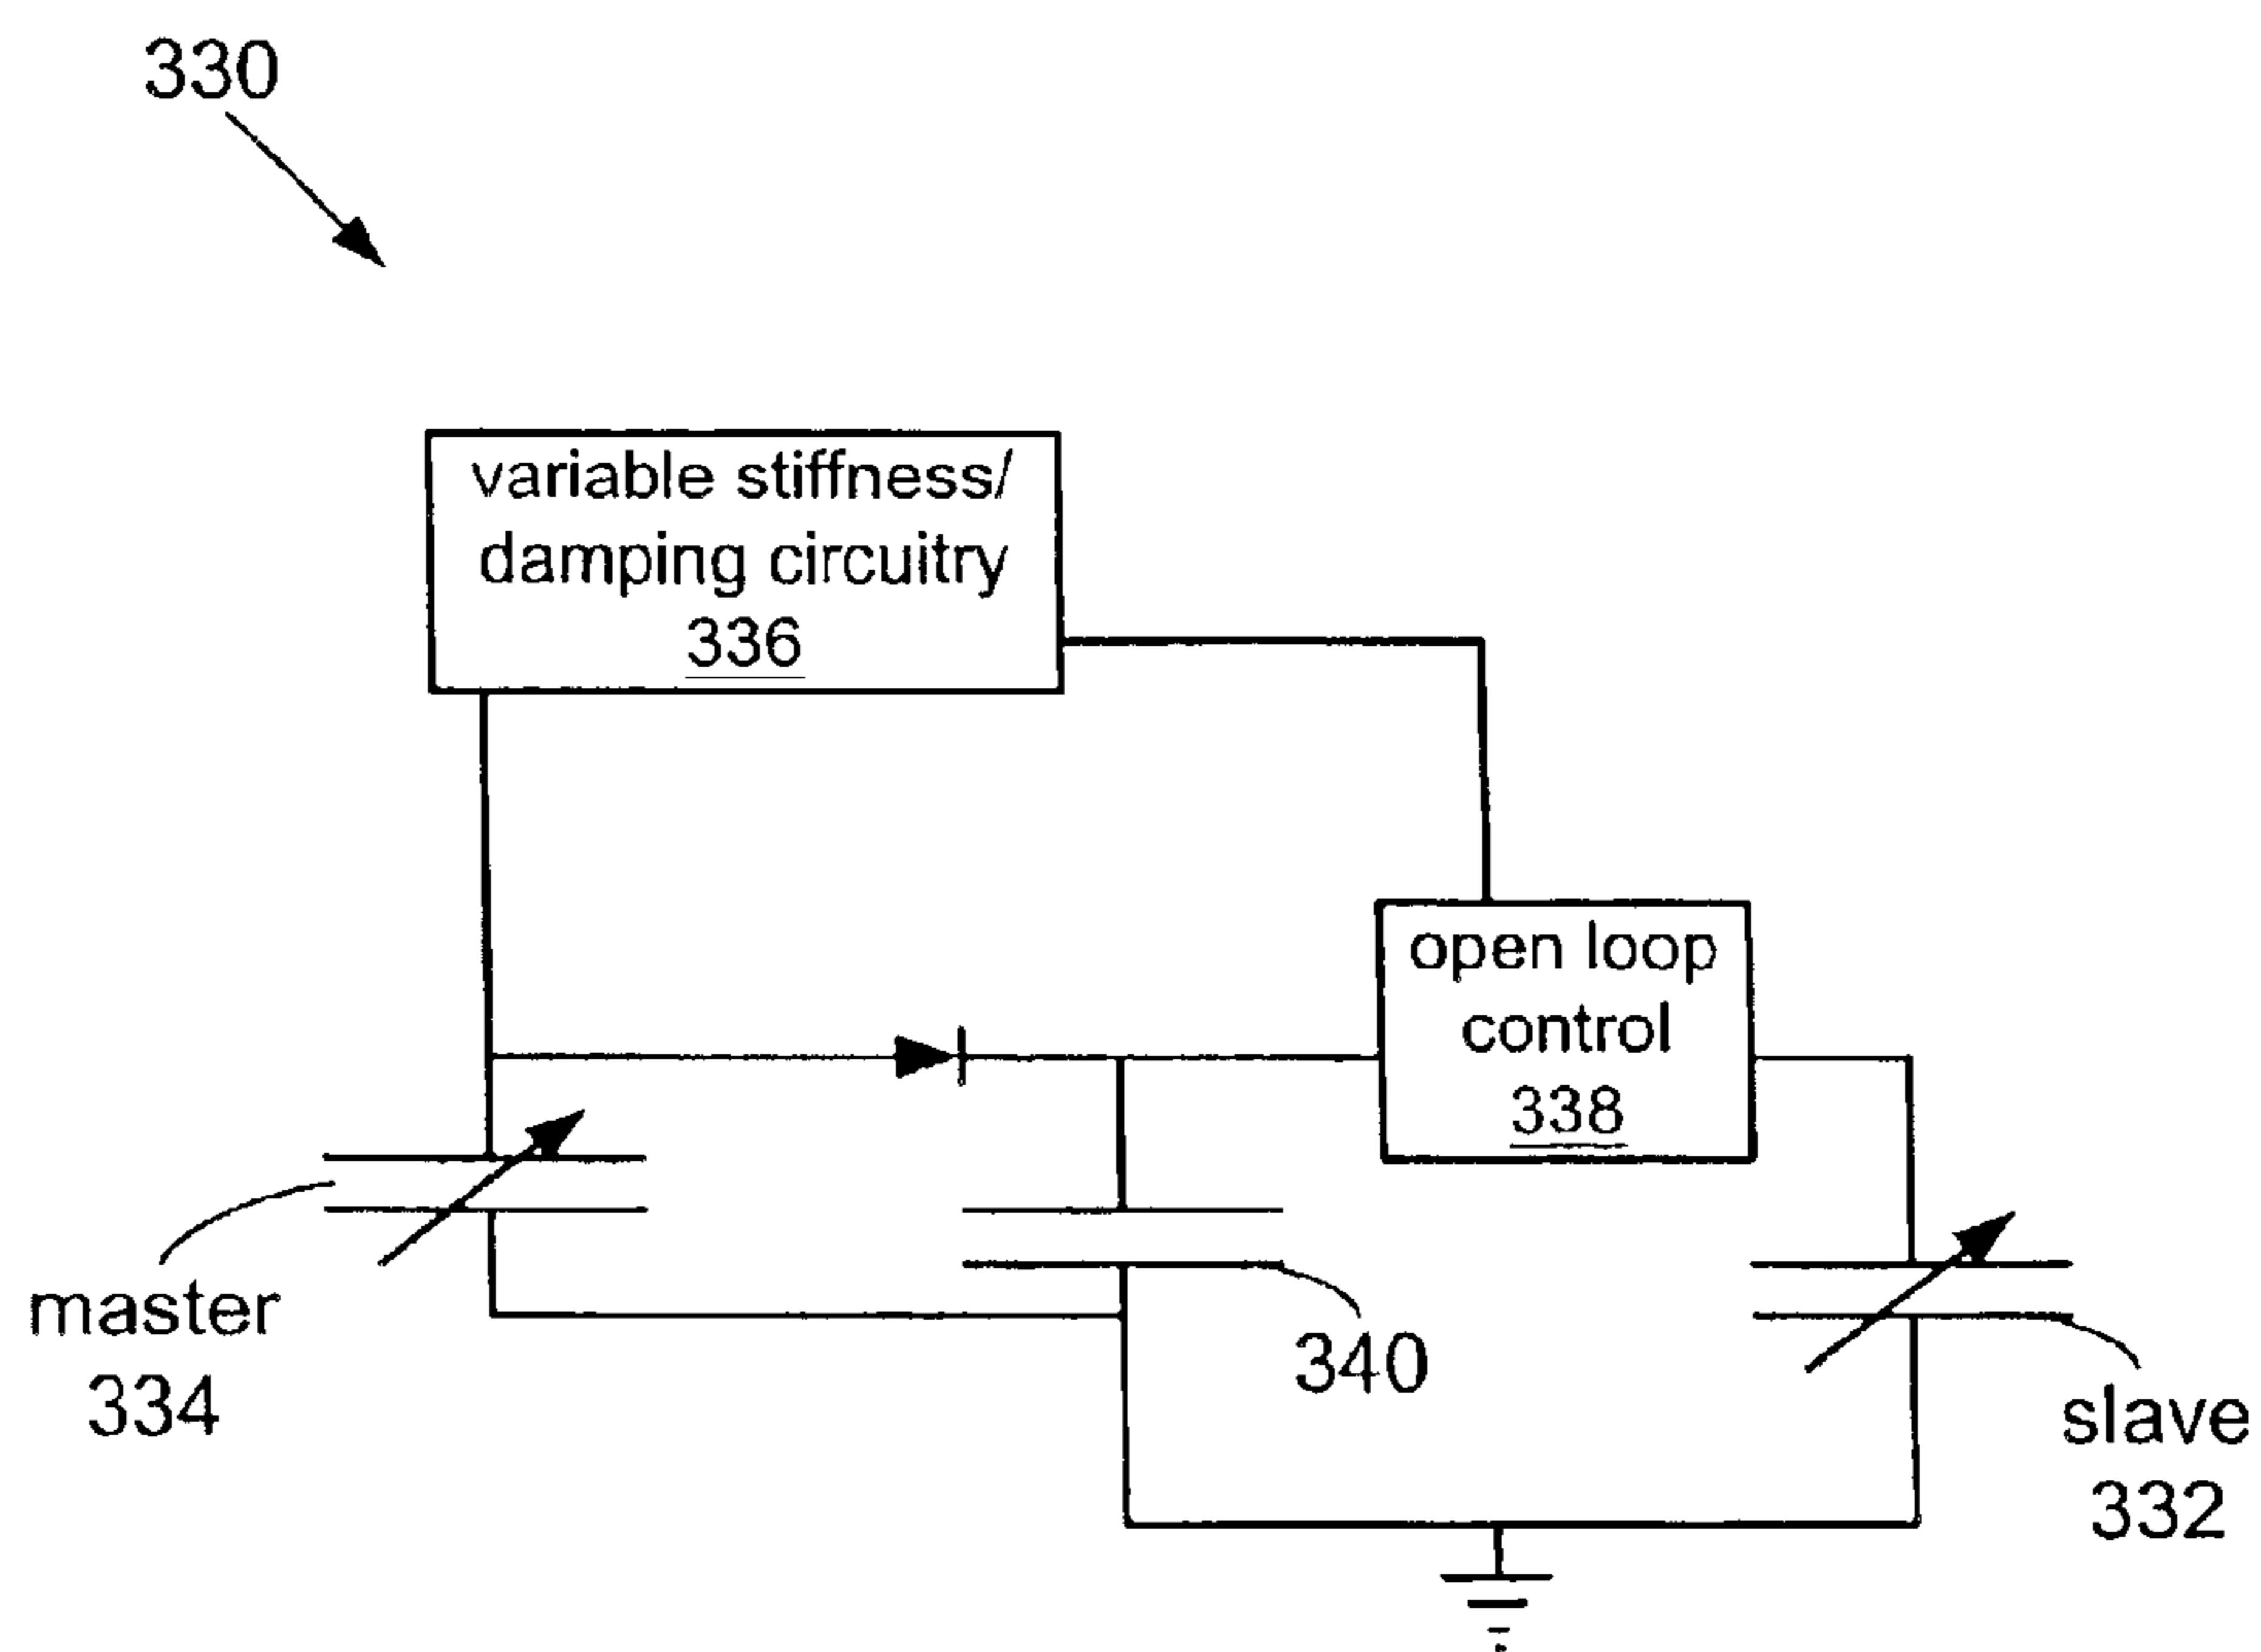 330
variable stiffness/
damping circuitry
336
open loop
control
338
master
334
340
slave
332